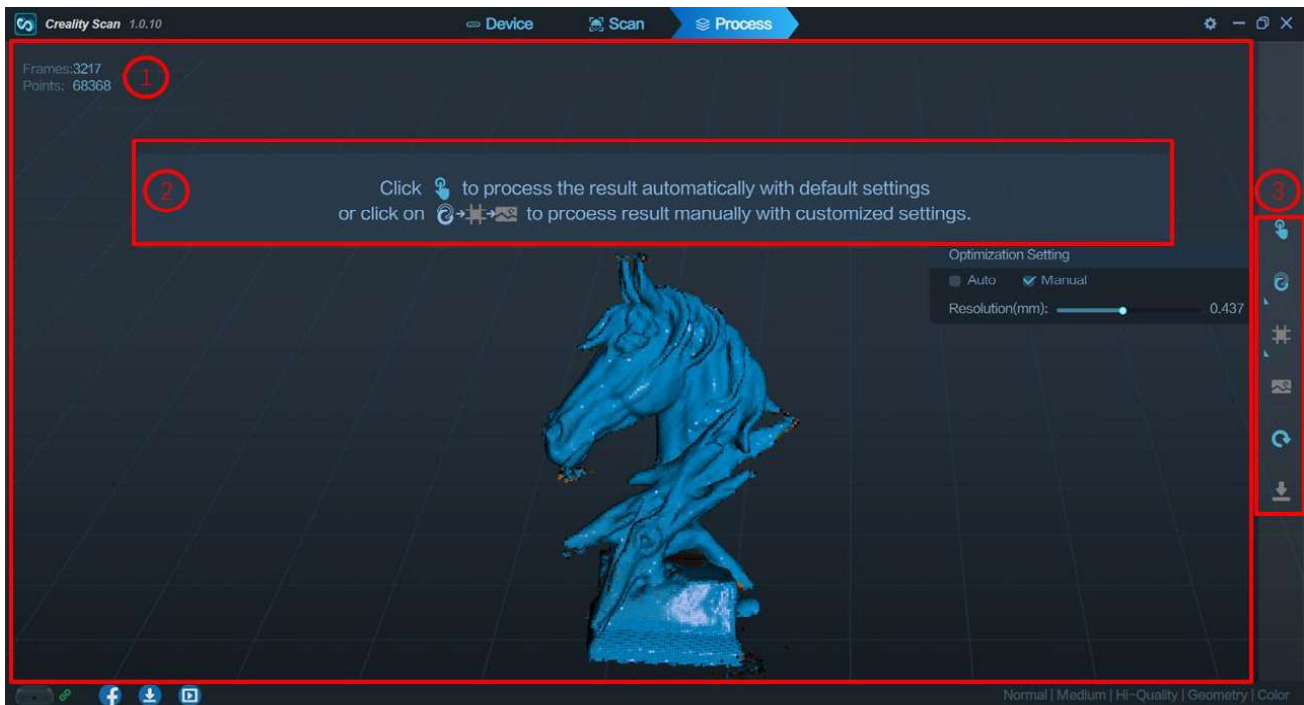 Creality Scan 1.0.10
Device
Scan
Process
Frames:3217
Points: 68368
1
2
Click to process the result automatically with default settings
or click on to prcoess result manually with customized settings.
3
Optimization Setting
Auto
Manual
Resolution(mm): 0.437
Normal | Medium | Hi-Quality | Geometry | Color